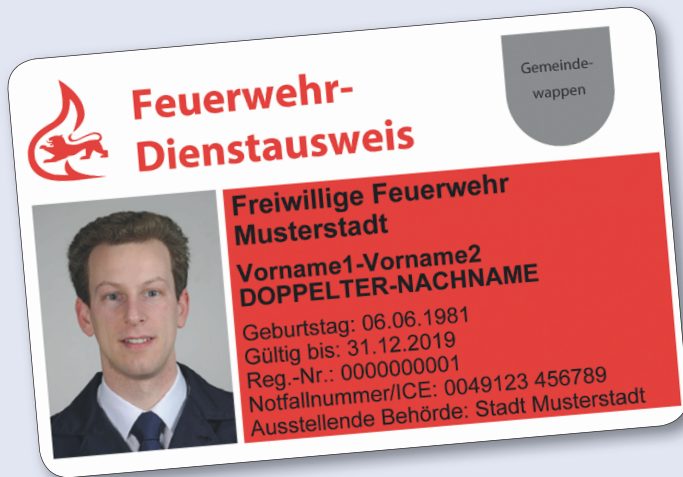 Feuerwehr-
Dienstausweis
Gemeinde-
wappen
Freiwillige Feuerwehr
Musterstadt
Vorname1-Vorname2
DOPPELTER-NACHNAME
Geburtstag: 06.06.1981
Gültig bis: 31.12.2019
Reg.-Nr.: 0000000001
Notfallnummer/ICE: 0049123 456789
Ausstellende Behörde: Stadt Musterstadt